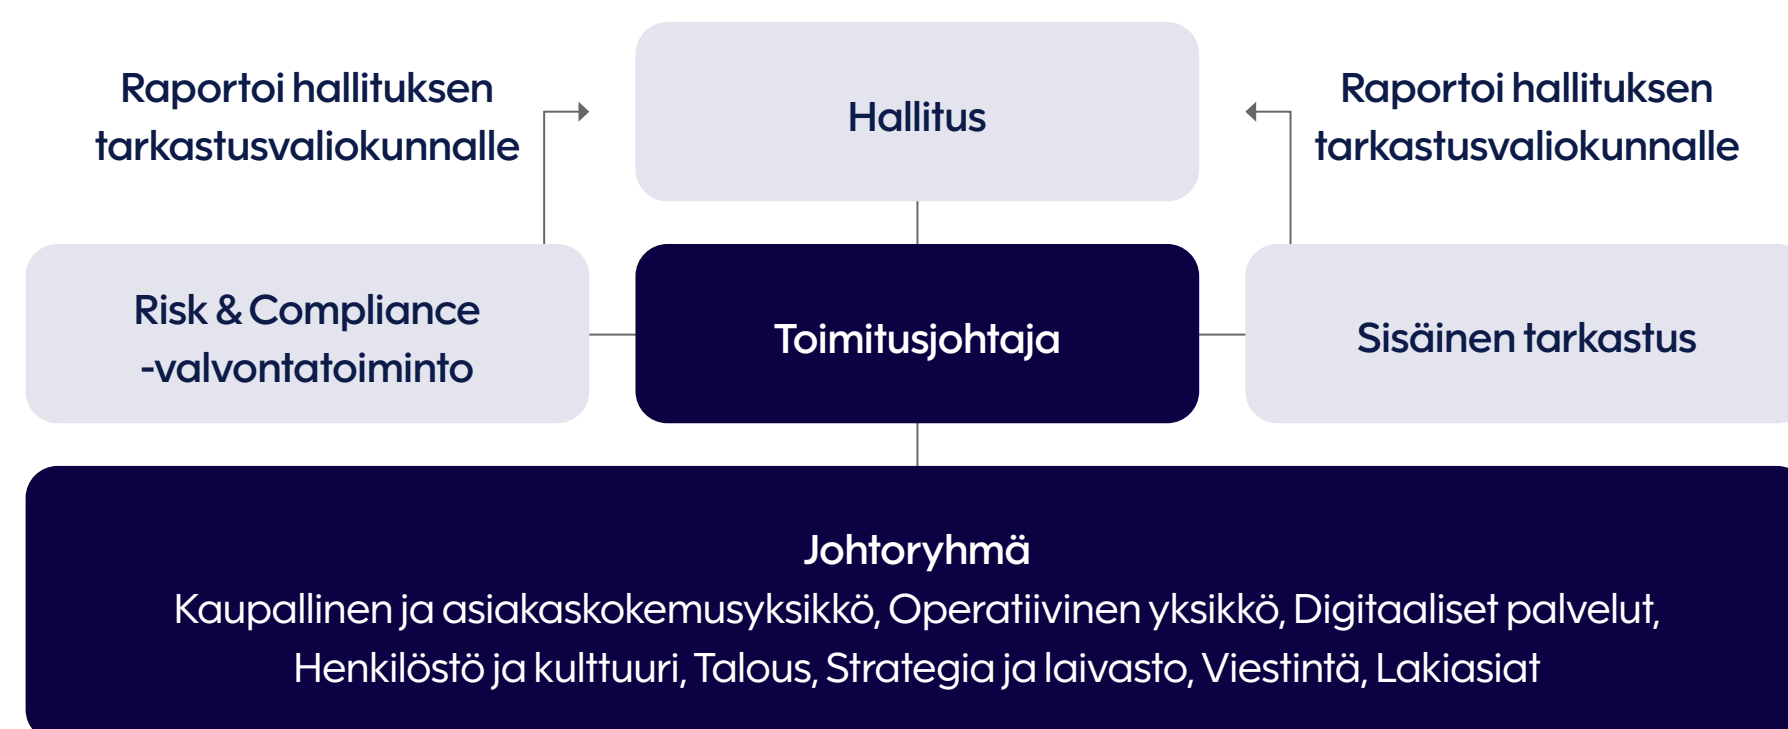 Raportoi hallituksen
tarkastusvaliokunnalle
Hallitus
Raportoi hallituksen
tarkastusvaliokunnalle
Risk & Compliance
-valvontatoiminto
Toimitusjohtaja
Sisäinen tarkastus
Johtoryhmä
Kaupallinen ja asiakaskokemusyksikkö, Operatiivinen yksikkö, Digitaaliset palvelut,
Henkilöstö ja kulttuuri, Talous, Strategia ja laivasto, Viestintä, Lakiasiat